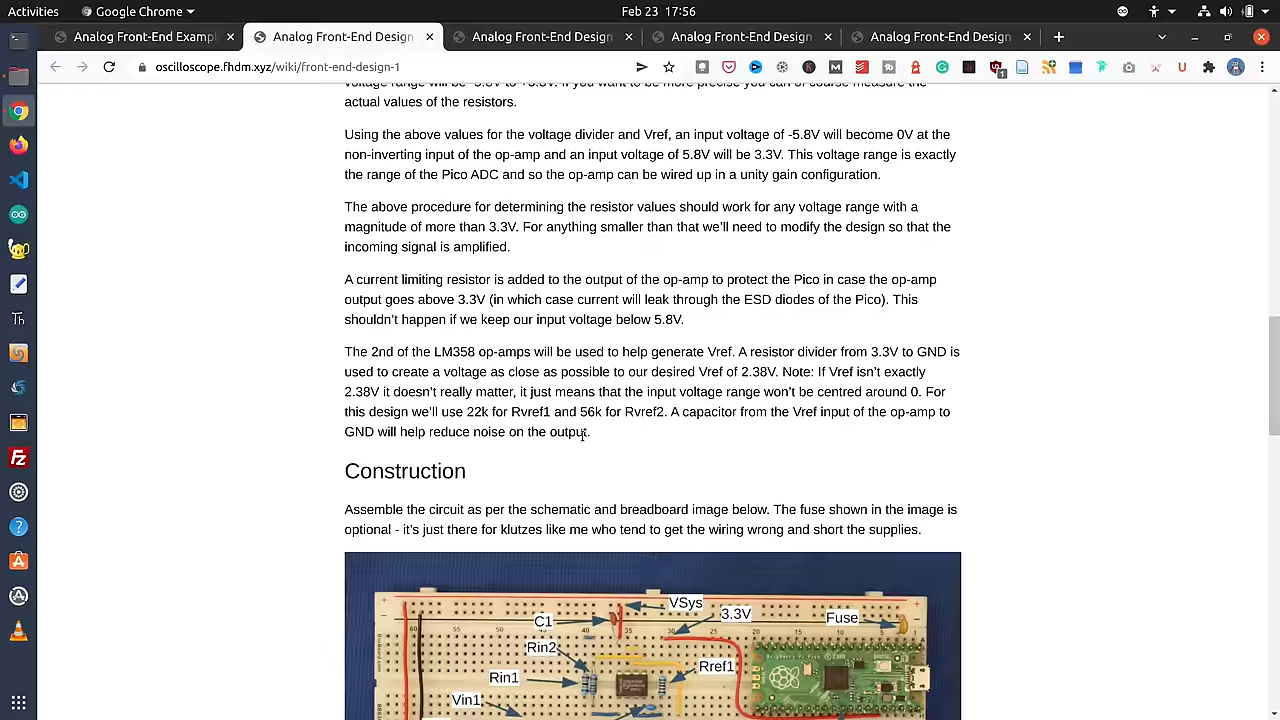 Activities
Google Chrome
Feb 23 17:56
Analog Front-End Exampl
Analog Front-End Design
Analog Front-End Design
Analog Front-End Design
Analog Front-End Design
oscilloscope.fhdm.xyz/wiki/front-end-design-1
actual values of the resistors.
Using the above values for the voltage divider and Vref, an input voltage of -5.8V will become 0V at the
non-inverting input of the op-amp and an input voltage of 5.8V will be 3.3V. This voltage range is exactly
the range of the Pico ADC and so the op-amp can be wired up in a unity gain configuration.
The above procedure for determining the resistor values should work for any voltage range with a
magnitude of more than 3.3V. For anything smaller than that we'll need to modify the design so that the
incoming signal is amplified.
A current limiting resistor is added to the output of the op-amp to protect the Pico in case the op-amp
output goes above 3.3V (in which case current will leak through the ESD diodes of the Pico). This
shouldn't happen if we keep our input voltage below 5.8V.
The 2nd of the LM358 op-amps will be used to help generate Vref. A resistor divider from 3.3V to GND is
used to create a voltage as close as possible to our desired Vref of 2.38V. Note: If Vref isn't exactly
2.38V it doesn't really matter, it just means that the input voltage range won't be centred around 0. For
this design we'll use 22k for Rvref1 and 56k for Rvref2. A capacitor from the Vref input of the op-amp to
GND will help reduce noise on the output.
Construction
Assemble the circuit as per the schematic and breadboard image below. The fuse shown in the image is
optional - it's just there for klutzes like me who tend to get the wiring wrong and short the supplies.
VSys
C1
3.3V
Fuse
Rin2
Rref1
Rin1
Vin1